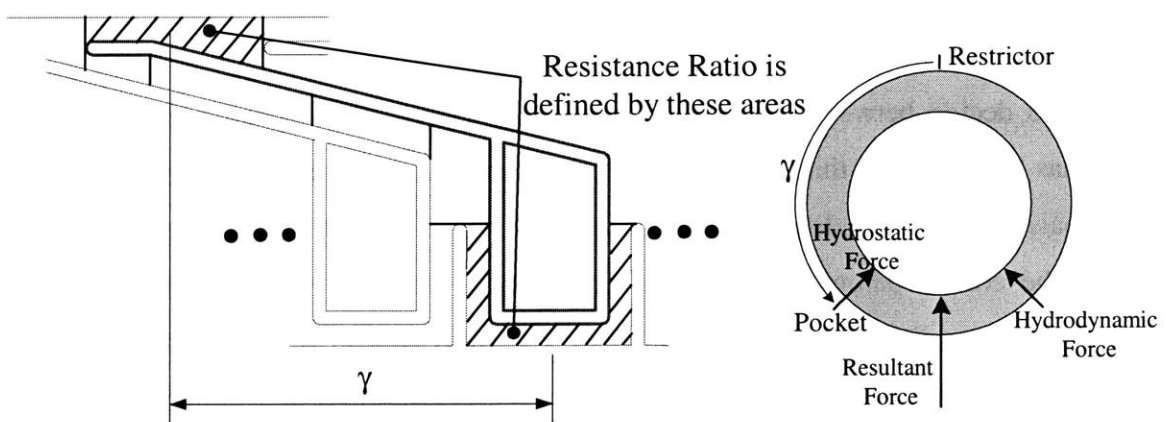 Resistance Ratio is
defined by these areas
γ
Restrictor
γ
Hydrostatic
Force
Pocket
Hydrodynamic
Force
Resultant
Force